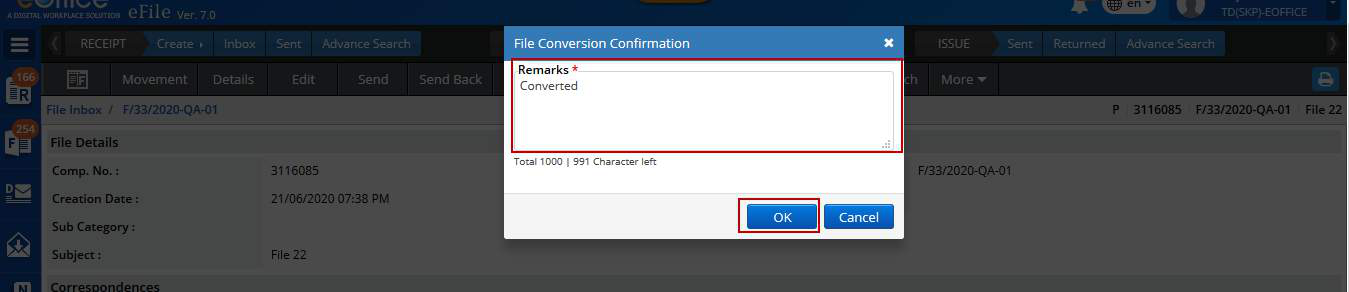 eOffice
A DIGITAL WORKPLACE SOLUTION eFile Ver. 7.0
en
TD(SKP)-EOFFICE
RECEIPT Create Inbox Sent Advance Search
ISSUE Sent Returned Advance Search
File Conversion Confirmation
Remarks *
Converted
Total 1000 | 991 Character left
OK Cancel
Movement Details Edit Send Send Back
More
166
R
File Inbox / F/33/2020-QA-01
P 3116085 F/33/2020-QA-01 File 22
254
F
File Details
Comp. No. : 3116085 F/33/2020-QA-01
D
Creation Date : 21/06/2020 07:38 PM
Sub Category :
Subject : File 22
N
Correspondences